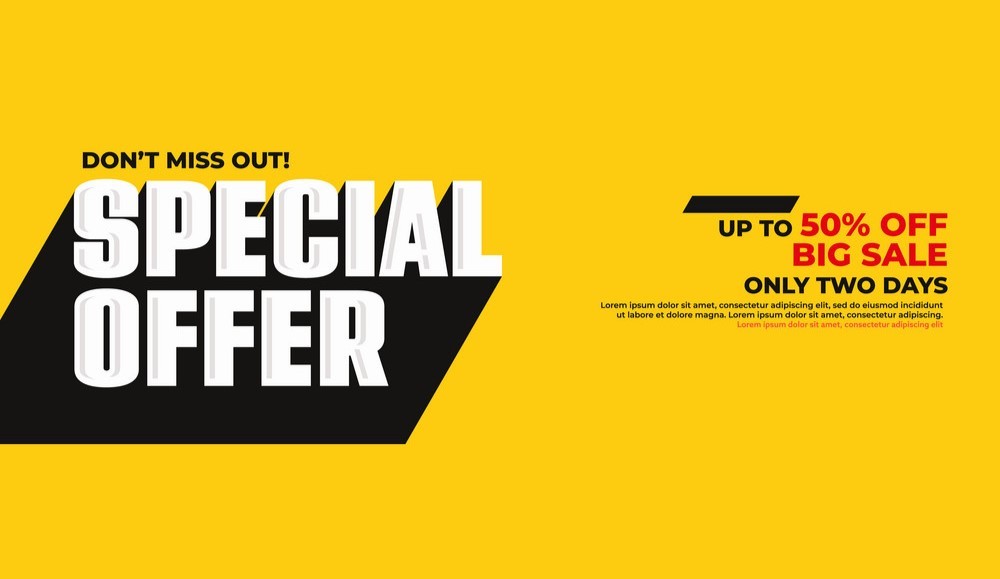 DON'T MISS OUT!
SPECIAL
OFFER
UP TO 50% OFF
BIG SALE
ONLY TWO DAYS
Lorem ipsum dolor sit amet, consectetur adipiscing elit, sed do eiusmod incididunt
ut labore et dolore magna. Lorem ipsum dolor sit amet, consectetur adipiscing.
Lorem ipsum dolor sit amet, consectetur adipiscing elit